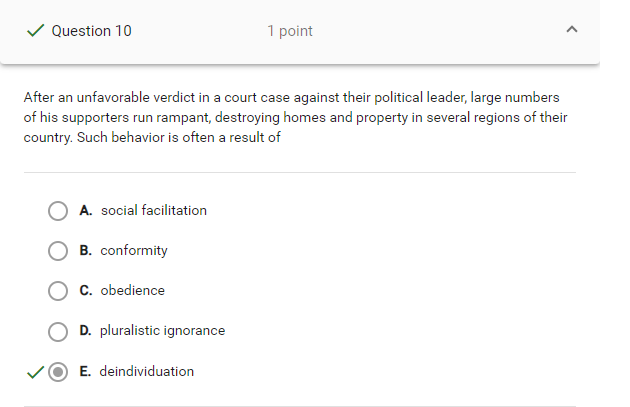 Question 10 1 point
After an unfavorable verdict in a court case against their political leader, large numbers
of his supporters run rampant, destroying homes and property in several regions of their
country. Such behavior is often a result of
A. social facilitation
B. conformity
C. obedience
D. pluralistic ignorance
E. deindividuation